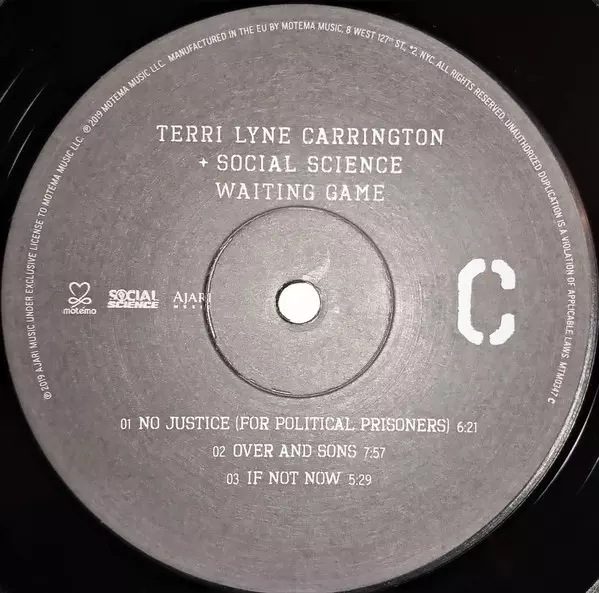 ℗ 2019 AJARI MUSIC UNDER EXCLUSIVE LICENSE TO MOTEMA MUSIC LLC. © 2019 MOTEMA MUSIC LLC. MANUFACTURED IN THE EU BY MOTEMA MUSIC, 8 WEST 127th ST, #2, NYC. ALL RIGHTS RESERVED. UNAUTHORIZED DUPLICATION IS A VIOLATION OF APPLICABLE LAWS. MTM0347 C
TERRI LYNE CARRINGTON
+ SOCIAL SCIENCE
WAITING GAME
motema
SOCIAL
SCIENCE
AJARI
MUSIC
C
01 NO JUSTICE (FOR POLITICAL PRISONERS) 6:21
02 OVER AND SONS 7:57
03 IF NOT NOW 5:29